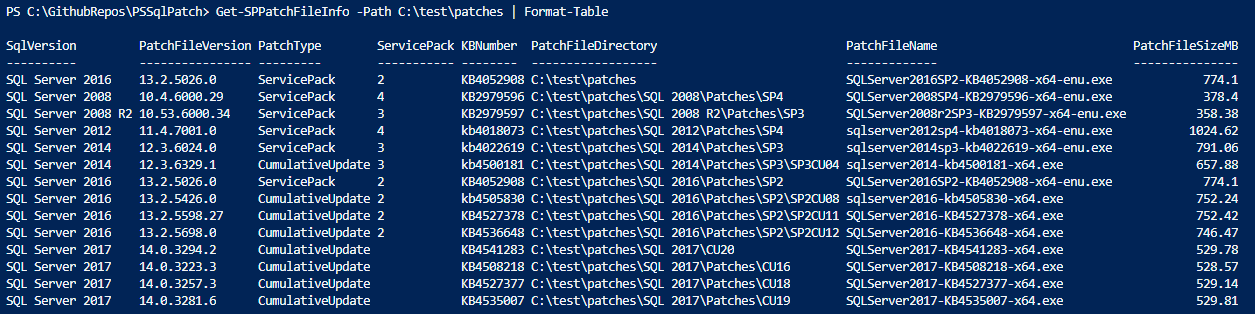 PS C:\GithubRepos\PSSqlPatch> Get-SPPatchFileInfo -Path C:\test\patches | Format-Table
SqlVersion PatchFileVersion PatchType ServicePack KBNumber PatchFileDirectory PatchFileName PatchFileSizeMB
---------- ---------------- --------- ----------- -------- ------------------ ------------- ---------------
SQL Server 2016 13.2.5026.0 ServicePack 2 KB4052908 C:\test\patches SQLServer2016SP2-KB4052908-x64-enu.exe 774.1
SQL Server 2008 10.4.6000.29 ServicePack 4 KB2979596 C:\test\patches\SQL 2008\Patches\SP4 SQLServer2008SP4-KB2979596-x64-enu.exe 378.4
SQL Server 2008 R2 10.53.6000.34 ServicePack 3 KB2979597 C:\test\patches\SQL 2008 R2\Patches\SP3 SQLServer2008r2SP3-KB2979597-x64-enu.exe 358.38
SQL Server 2012 11.4.7001.0 ServicePack 4 kb4018073 C:\test\patches\SQL 2012\Patches\SP4 sqlserver2012sp4-kb4018073-x64-enu.exe 1024.62
SQL Server 2014 12.3.6024.0 ServicePack 3 kb4022619 C:\test\patches\SQL 2014\Patches\SP3 sqlserver2014sp3-kb4022619-x64-enu.exe 791.06
SQL Server 2014 12.3.6329.1 CumulativeUpdate 3 kb4500181 C:\test\patches\SQL 2014\Patches\SP3\SP3CU04 sqlserver2014-kb4500181-x64.exe 657.88
SQL Server 2016 13.2.5026.0 ServicePack 2 KB4052908 C:\test\patches\SQL 2016\Patches\SP2 SQLServer2016SP2-KB4052908-x64-enu.exe 774.1
SQL Server 2016 13.2.5426.0 CumulativeUpdate 2 kb4505830 C:\test\patches\SQL 2016\Patches\SP2\SP2CU08 sqlserver2016-kb4505830-x64.exe 752.24
SQL Server 2016 13.2.5598.27 CumulativeUpdate 2 KB4527378 C:\test\patches\SQL 2016\Patches\SP2\SP2CU11 SQLServer2016-KB4527378-x64.exe 752.42
SQL Server 2016 13.2.5698.0 CumulativeUpdate 2 KB4536648 C:\test\patches\SQL 2016\Patches\SP2\SP2CU12 SQLServer2016-KB4536648-x64.exe 746.47
SQL Server 2017 14.0.3294.2 CumulativeUpdate KB4541283 C:\test\patches\SQL 2017\CU20 SQLServer2017-KB4541283-x64.exe 529.78
SQL Server 2017 14.0.3223.3 CumulativeUpdate KB4508218 C:\test\patches\SQL 2017\Patches\CU16 SQLServer2017-KB4508218-x64.exe 528.57
SQL Server 2017 14.0.3257.3 CumulativeUpdate KB4527377 C:\test\patches\SQL 2017\Patches\CU18 SQLServer2017-KB4527377-x64.exe 529.14
SQL Server 2017 14.0.3281.6 CumulativeUpdate KB4535007 C:\test\patches\SQL 2017\Patches\CU19 SQLServer2017-KB4535007-x64.exe 529.81